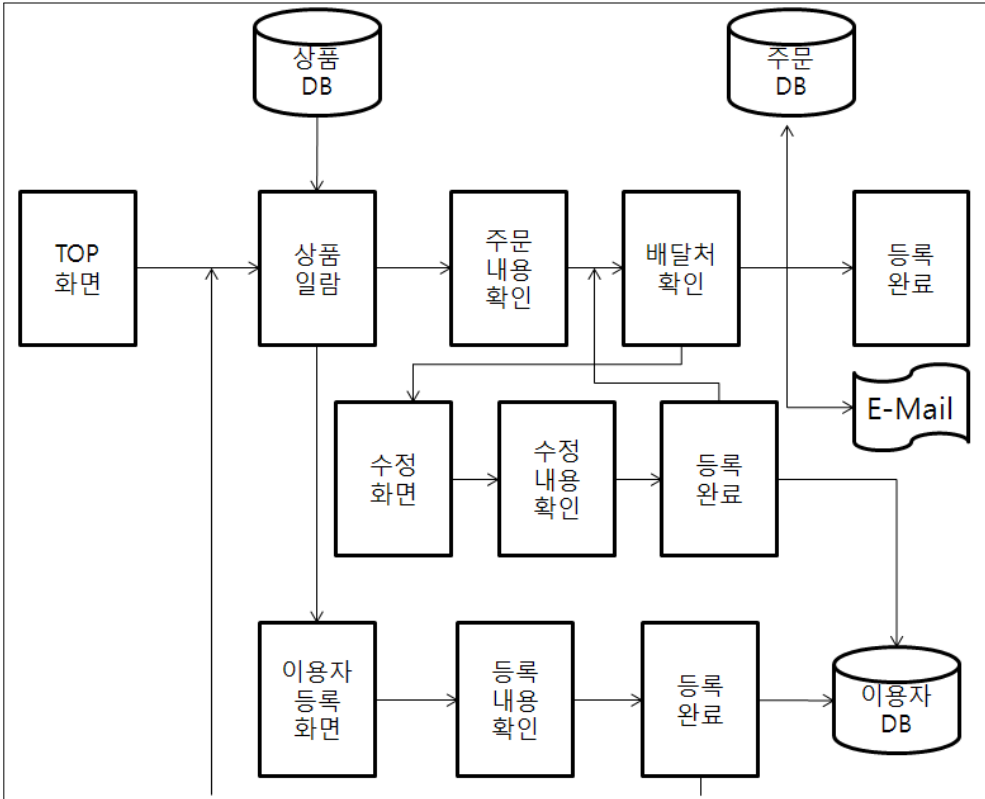 상품
DB
주문
DB
TOP
화면
상품
일람
주문
내용
확인
배달처
확인
등록
완료
E-Mail
수정
화면
수정
내용
확인
등록
완료
이용자
등록
화면
등록
내용
확인
등록
완료
이용자
DB